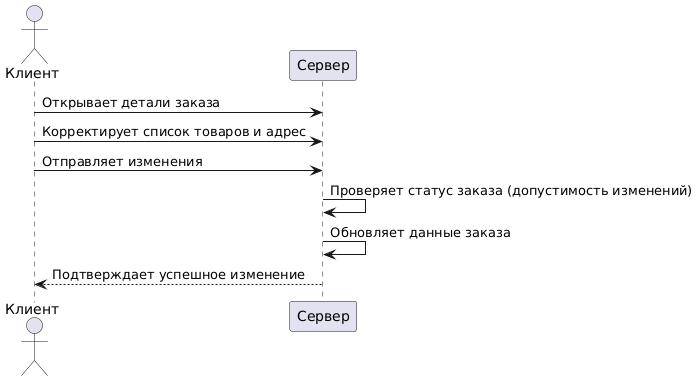 Клиент
Сервер
Открывает детали заказа
Корректирует список товаров и адрес
Отправляет изменения
Проверяет статус заказа (допустимость изменений)
Обновляет данные заказа
Подтверждает успешное изменение
Клиент
Сервер